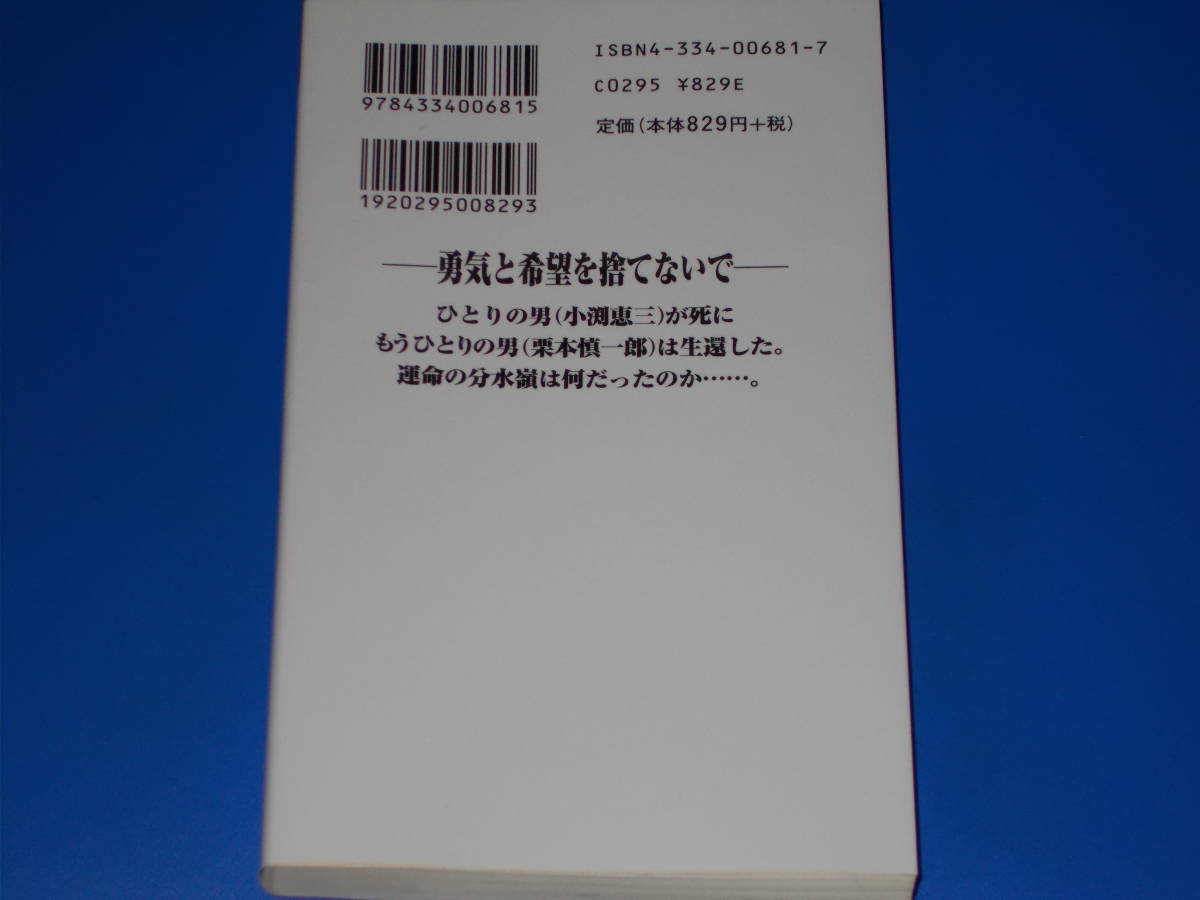 ISBN4-334-00681-7
9784334006815
C0295 ¥829E
定価(本体829円+税)
1920295008293
――勇気と希望を捨てないで――
ひとりの男(小渕恵三)が死に
もうひとりの男(栗本慎一郎)は生還した。
運命の分水嶺は何だったのか……。